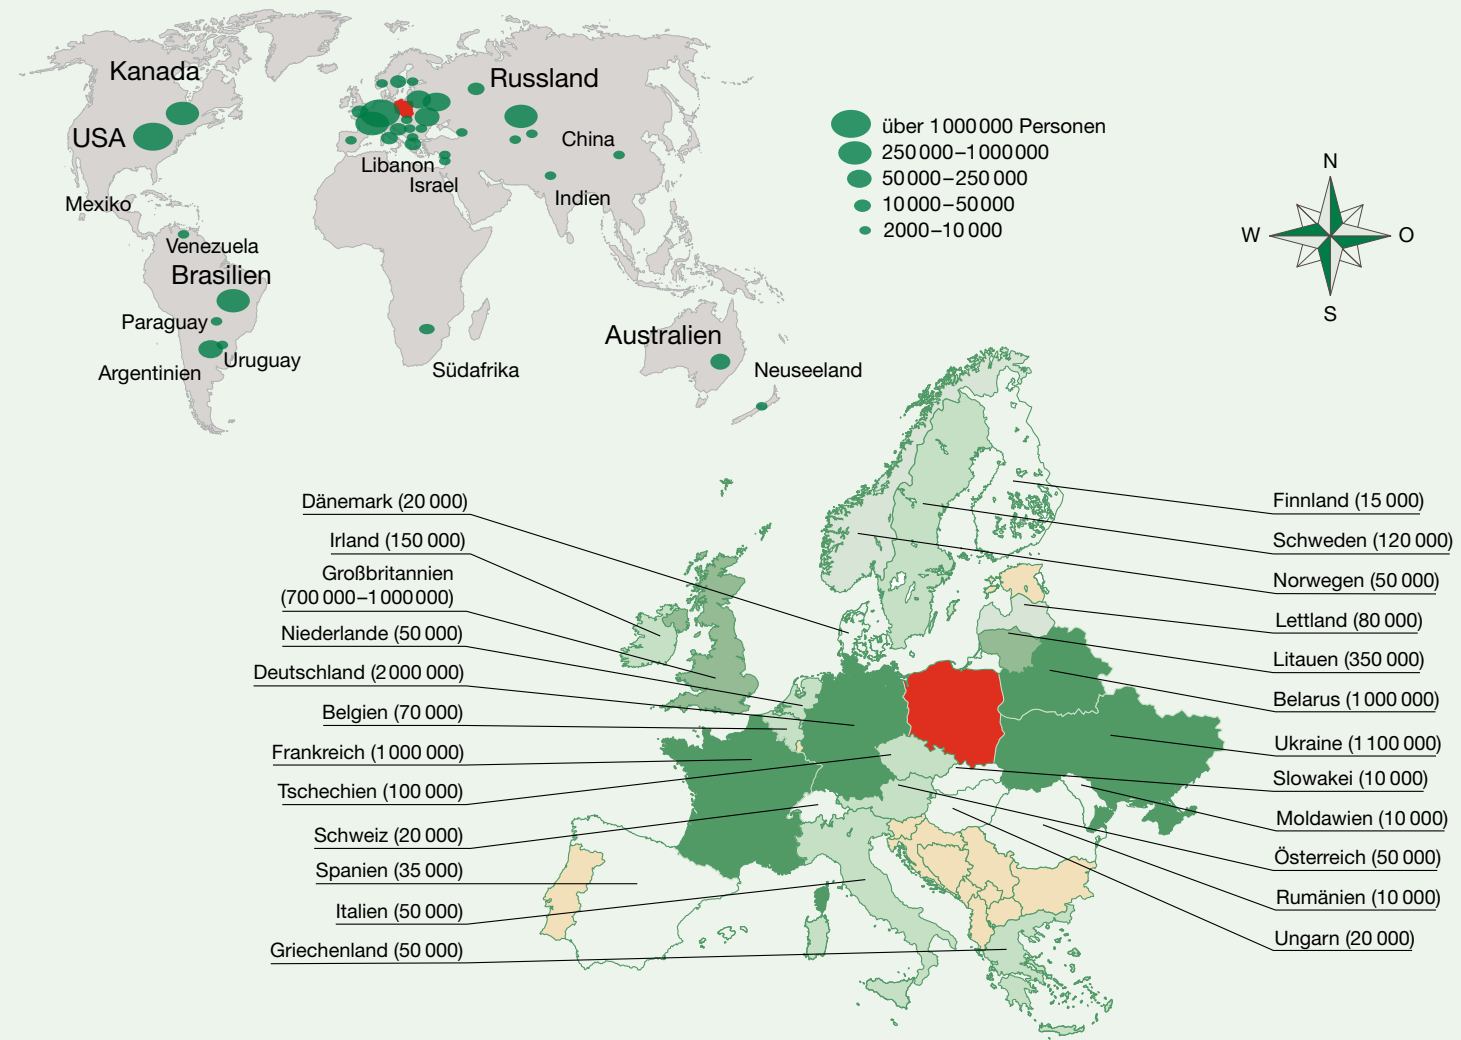 Kanada
USA
Mexiko
Venezuela
Brasilien
Paraguay
Uruguay
Argentinien
Russland
China
Libanon
Israel
Indien
Südafrika
Australien
Neuseeland
über 1 000 000 Personen
250 000–1 000 000
50 000–250 000
10 000–50 000
2000–10 000
N
W
O
S
Dänemark (20 000)
Irland (150 000)
Großbritannien
(700 000–1 000 000)
Niederlande (50 000)
Deutschland (2 000 000)
Belgien (70 000)
Frankreich (1 000 000)
Tschechien (100 000)
Schweiz (20 000)
Spanien (35 000)
Italien (50 000)
Griechenland (50 000)
Finnland (15 000)
Schweden (120 000)
Norwegen (50 000)
Lettland (80 000)
Litauen (350 000)
Belarus (1 000 000)
Ukraine (1 100 000)
Slowakei (10 000)
Moldawien (10 000)
Österreich (50 000)
Rumänien (10 000)
Ungarn (20 000)